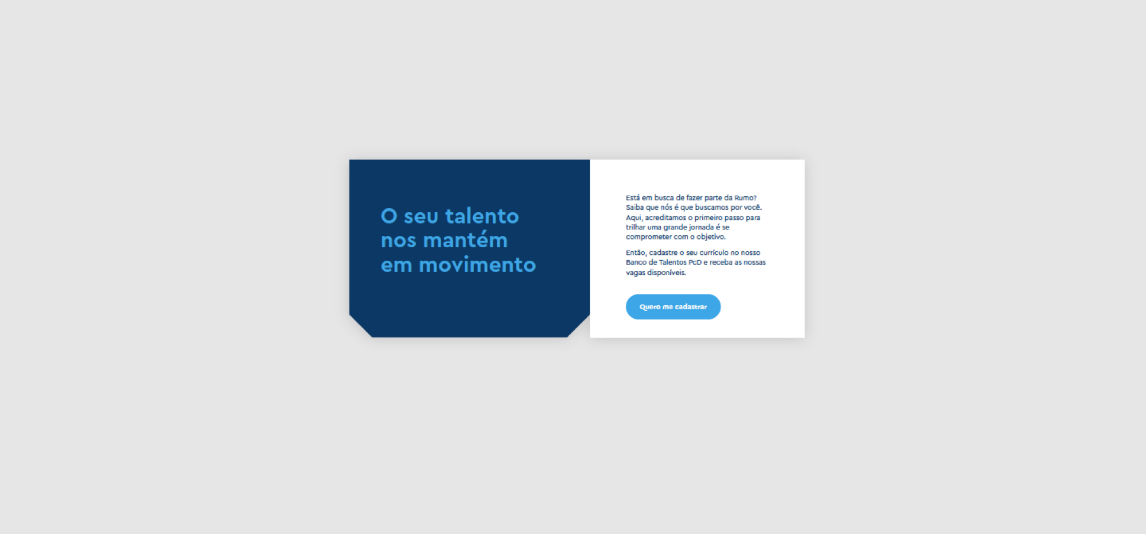 O seu talento
nos mantém
em movimento
Está em busca de fazer parte da Rumo?
Saiba que nós é que buscamos por você.
Aqui, acreditamos o primeiro passo para
trilhar uma grande jornada é se
comprometer com o objetivo.
Então, cadastre o seu currículo no nosso
Banco de Talentos PcD e receba as nossas
vagas disponíveis.
Quero me cadastrar